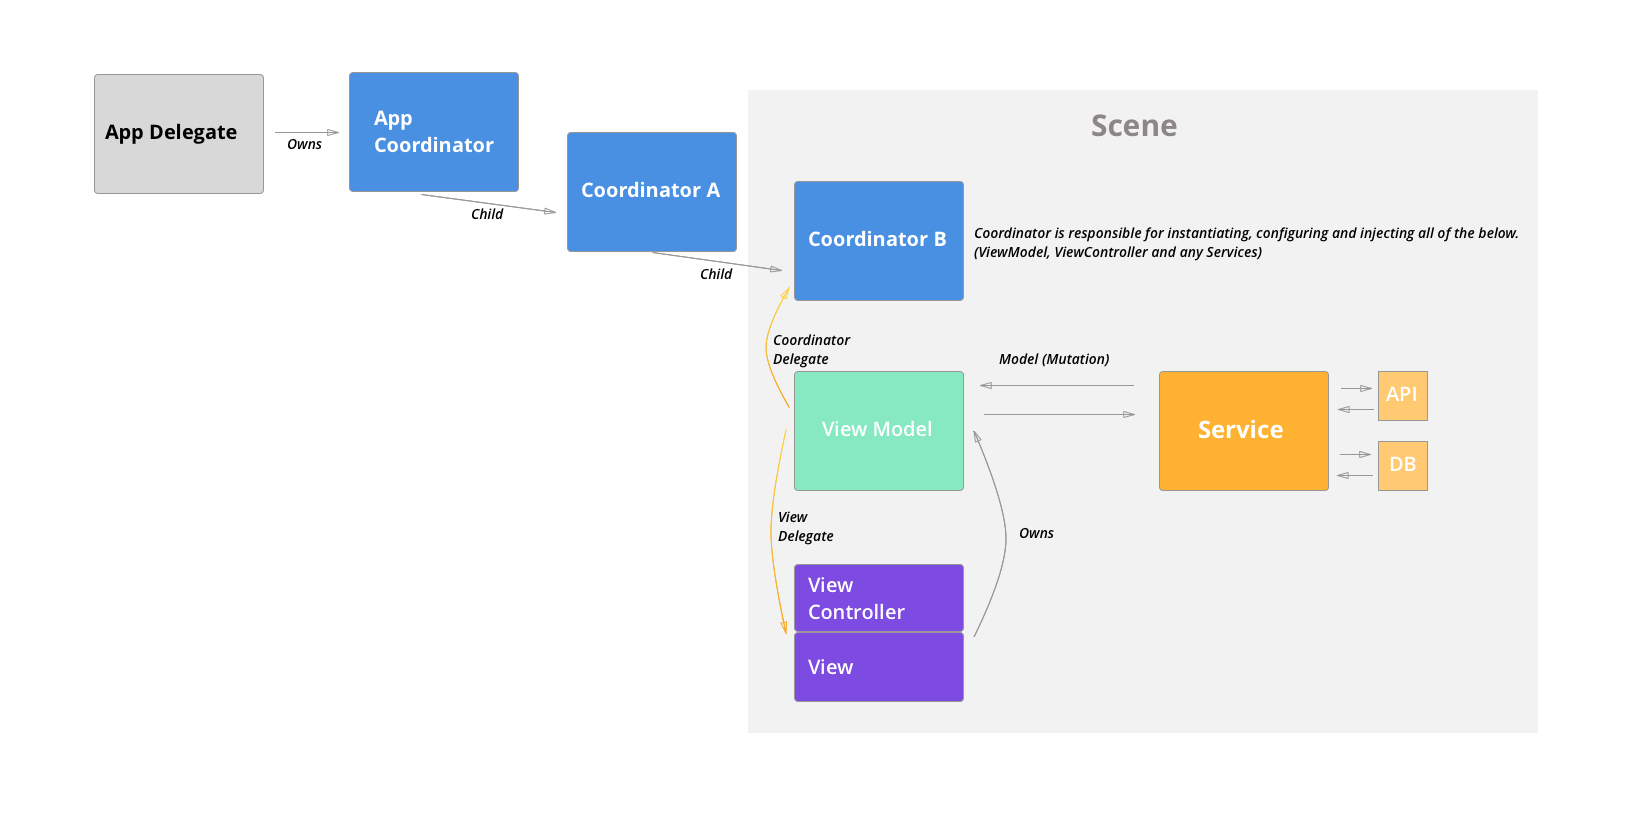 App Delegate
Owns
App
Coordinator
Child
Coordinator A
Child
Scene
Coordinator B
Coordinator is responsible for instantiating, configuring and injecting all of the below.
(ViewModel, ViewController and any Services)
Coordinator
Delegate
Model (Mutation)
View Model
Service
API
DB
View
Delegate
Owns
View
Controller
View